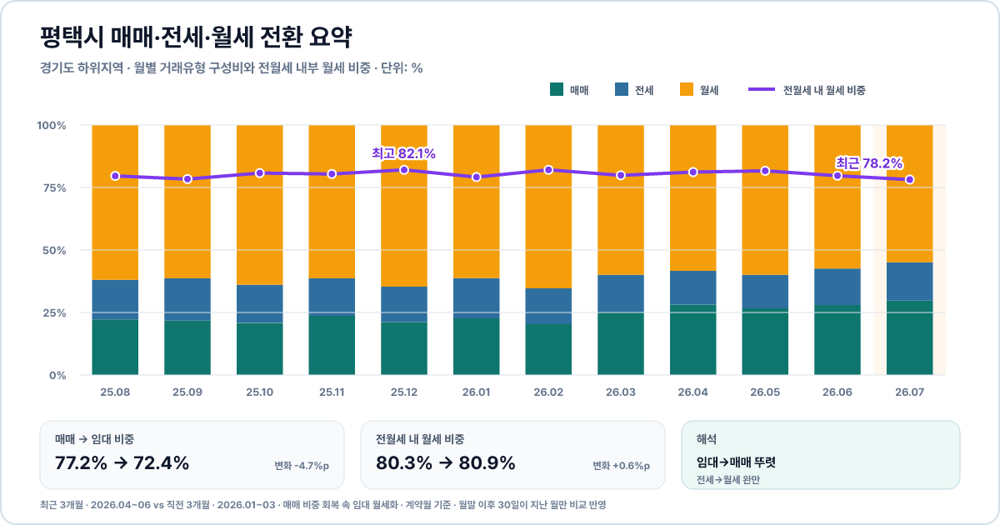 평택시 매매·전세·월세 전환 요약
경기도 하위지역 · 월별 거래유형 구성비와 전월세 내부 월세 비중 · 단위: %
매매 전세 월세 전월세 내 월세 비중
100%
75%
50%
25%
0%
최고 82.1%
최근 78.2%
25.08 25.09 25.10 25.11 25.12 26.01 26.02 26.03 26.04 26.05 26.06 26.07
매매 → 임대 비중
77.2% → 72.4%
변화 -4.7%p
전월세 내 월세 비중
80.3% → 80.9%
변화 +0.6%p
해석
임대→매매 뚜렷
전세→월세 완만
최근 3개월 · 2026.04~06 vs 직전 3개월 · 2026.01~03 · 매매 비중 회복 속 임대 월세화 · 계약월 기준 · 월말 이후 30일이 지난 월만 비교 반영